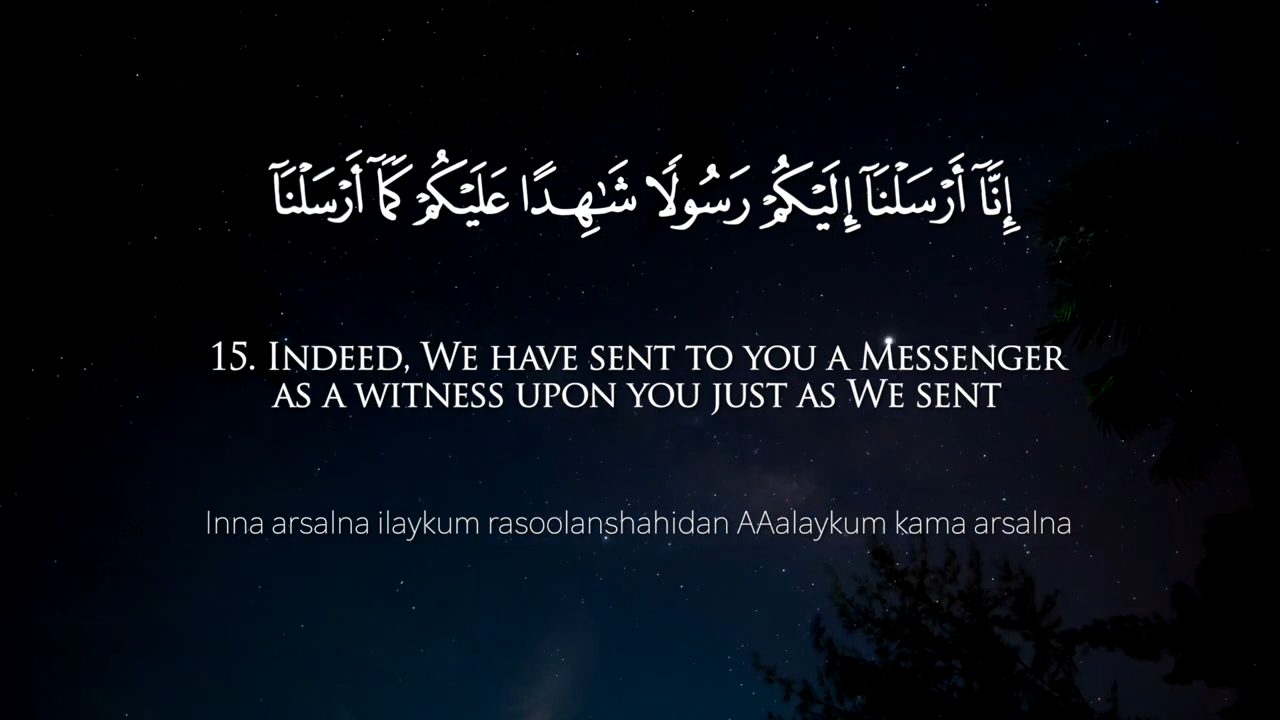 إِنَّآ أَرْسَلْنَآ إِلَيْكُمْ رَسُولًا شَٰهِدًا عَلَيْكُمْ كَمَآ أَرْسَلْنَآ
15. Indeed, We have sent to you a Messenger
as a witness upon you just as We sent
Inna arsalna ilaykum rasoolanshahidan AAalaykum kama arsalna